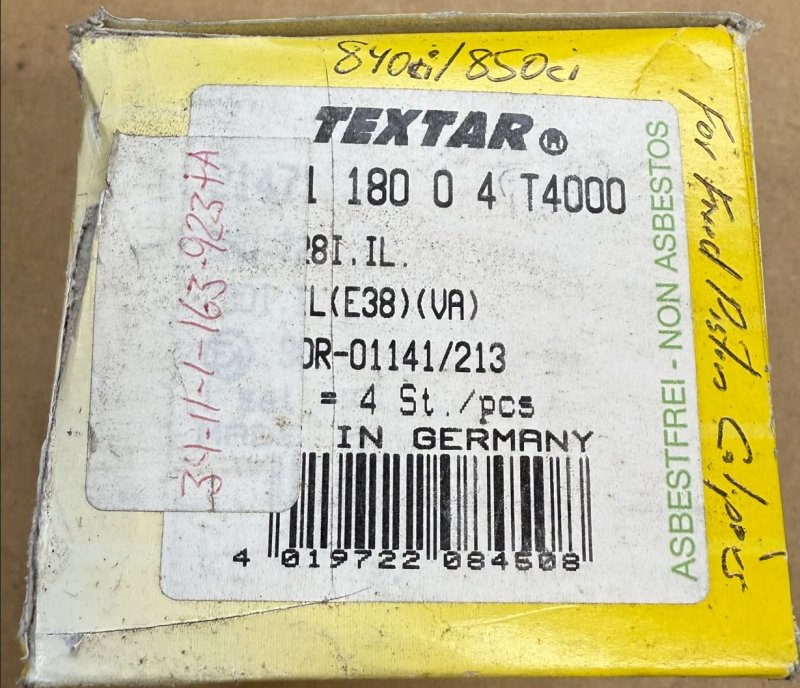 840ci/850ci
TEXTAR®
1 180 0 4 T4000
28I.IL.
L(E38)(VA)
OR-01141/213
= 4 St./pcs
IN GERMANY
4 019722 084508
34-11-1-163-923+A
ASBESTFREI - NON ASBESTOS
For Fixed Piston Calipers